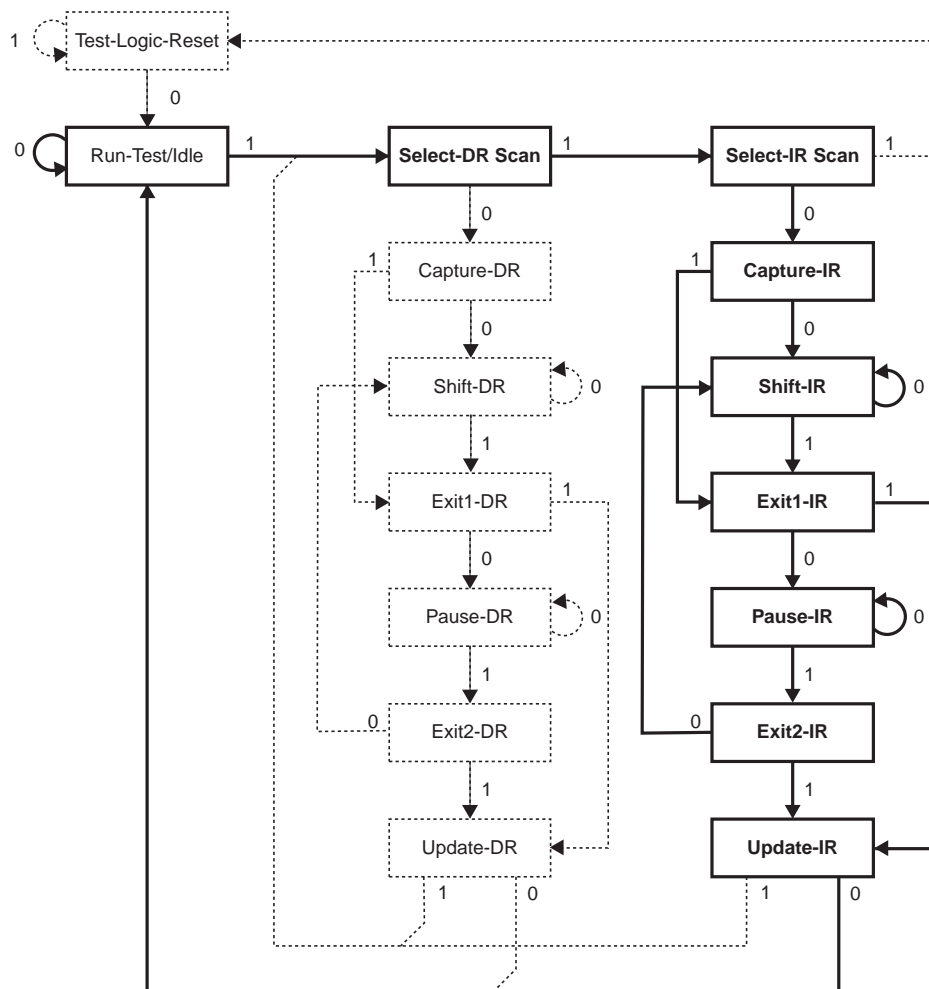 1 Test-Logic-Reset
0
0 Run-Test/Idle 1 Select-DR Scan 1 Select-IR Scan 1
0 0
1 Capture-DR 1 Capture-IR
0 0
Shift-DR 0 Shift-IR 0
1 1
Exit1-DR 1 Exit1-IR 1
0 0
Pause-DR 0 Pause-IR 0
1 1
0 Exit2-DR 0 Exit2-IR
1 1
Update-DR Update-IR
1 0 1 0